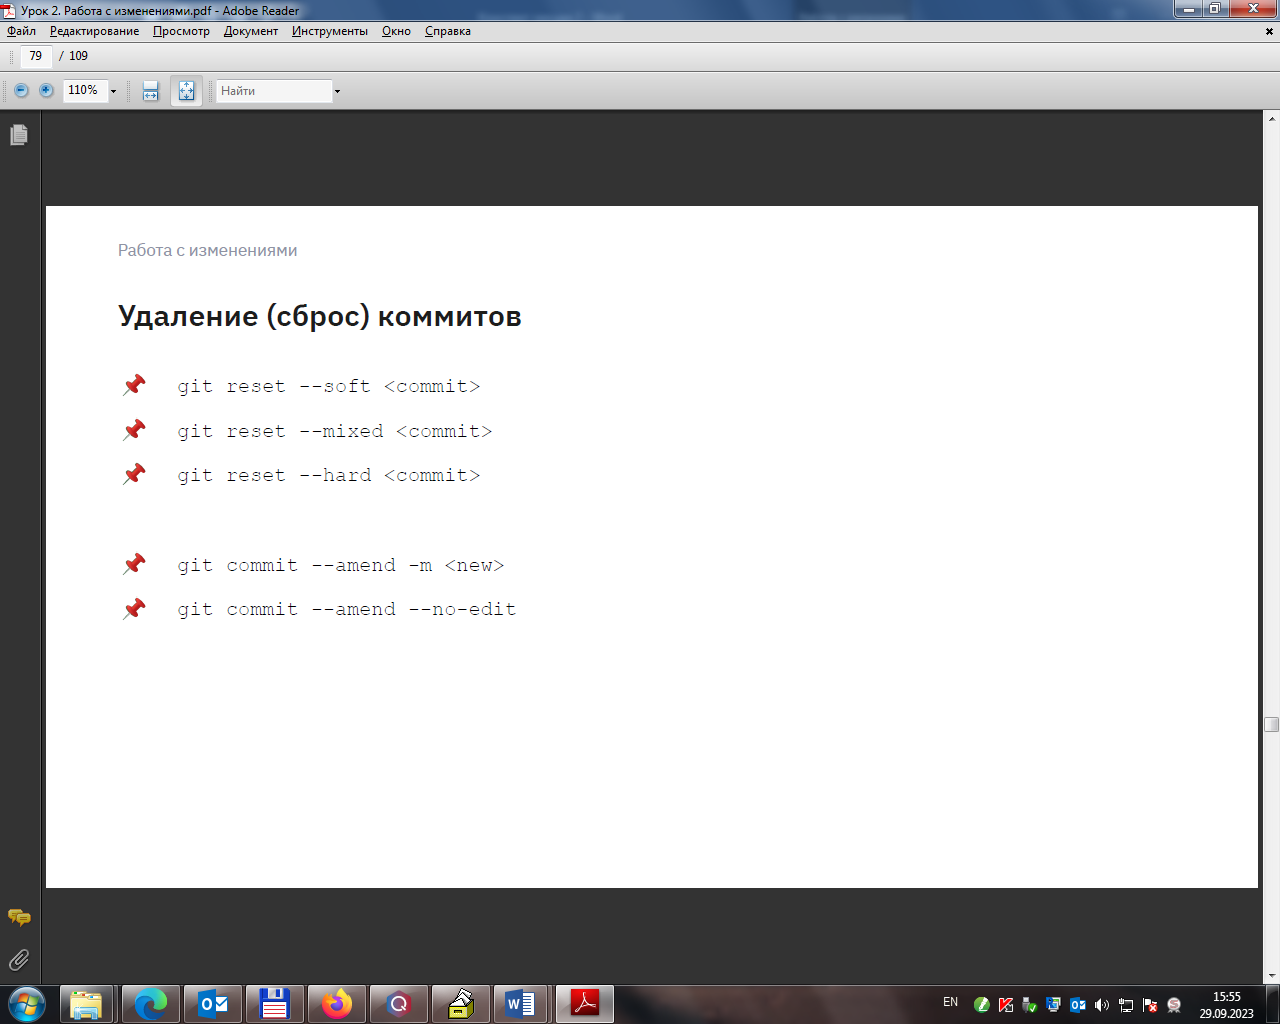 Урок 2. Работа с изменениями.pdf - Adobe Reader
Файл Редактирование Просмотр Документ Инструменты Окно Справка
79 / 109
110% Найти
Работа с изменениями
Удаление (сброс) коммитов
git reset --soft <commit>
git reset --mixed <commit>
git reset --hard <commit>
git commit --amend -m <new>
git commit --amend --no-edit
EN
15:55
29.09.2023